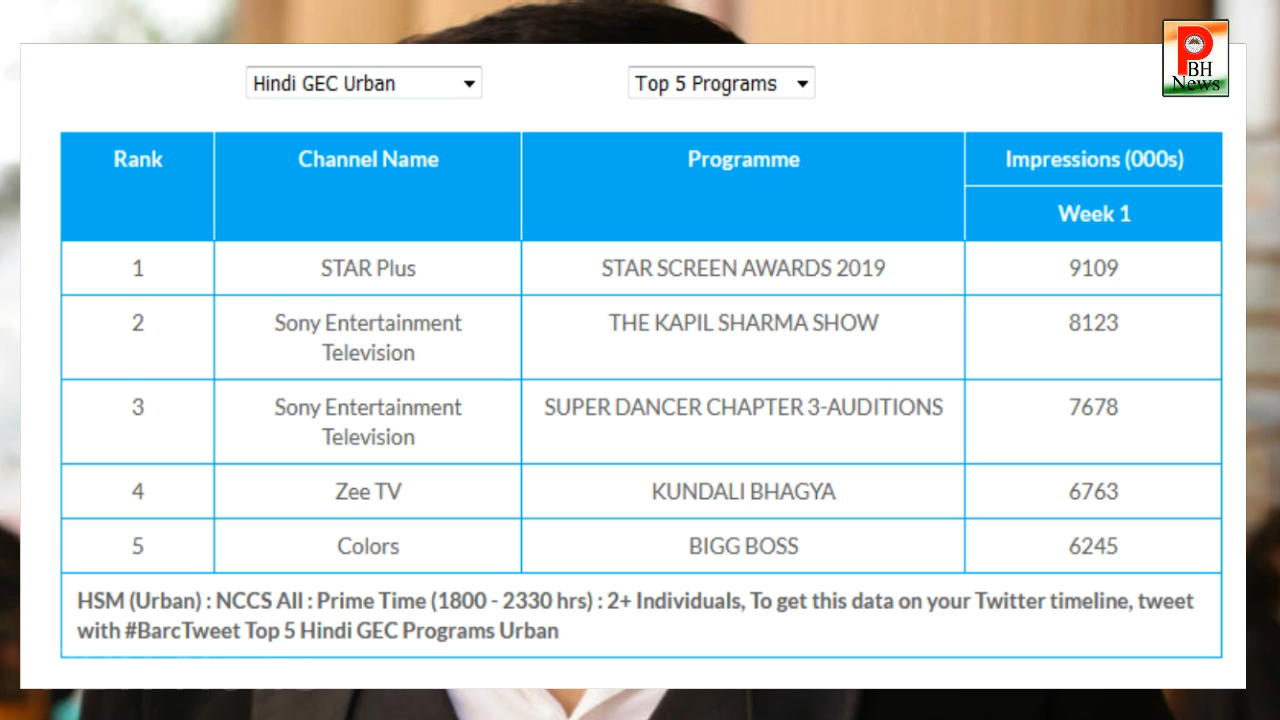 P
BH
News
Hindi GEC Urban
Top 5 Programs
Rank Channel Name Programme Impressions (000s)
Week 1
1 STAR Plus STAR SCREEN AWARDS 2019 9109
2 Sony Entertainment THE KAPIL SHARMA SHOW 8123
Television
3 Sony Entertainment SUPER DANCER CHAPTER 3-AUDITIONS 7678
Television
4 Zee TV KUNDALI BHAGYA 6763
5 Colors BIGG BOSS 6245
HSM (Urban) : NCCS All : Prime Time (1800 - 2330 hrs) : 2+ Individuals, To get this data on your Twitter timeline, tweet
with #BarcTweet Top 5 Hindi GEC Programs Urban